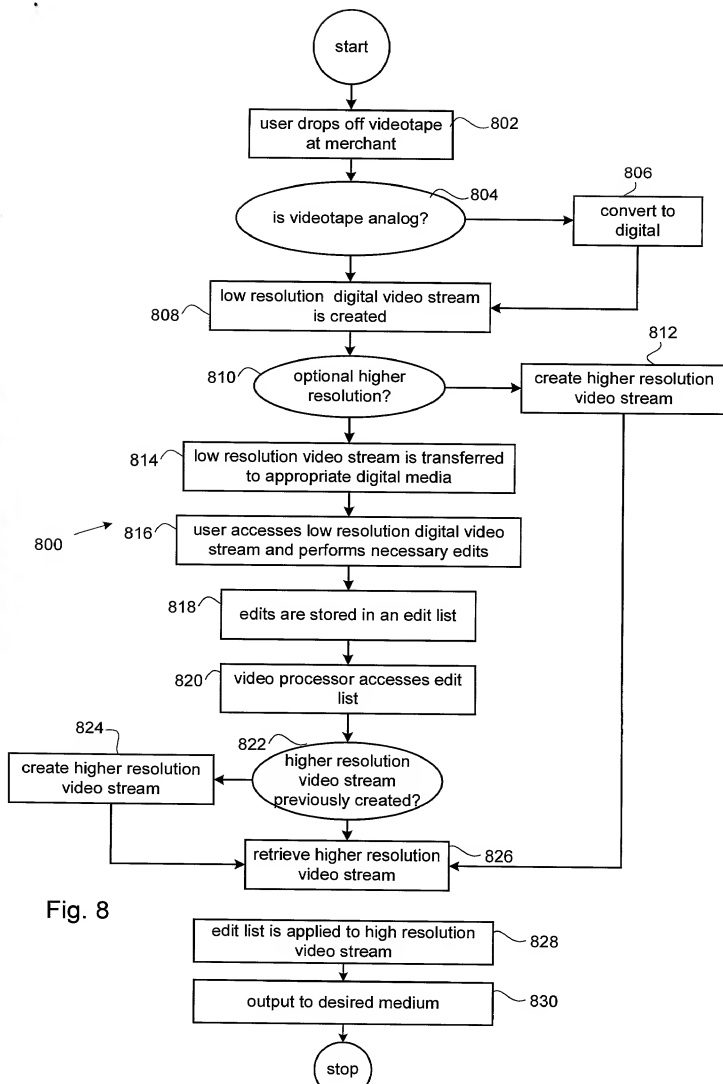 start
user drops off videotape
at merchant
802
804
is videotape analog?
806
convert to
digital
low resolution digital video stream
is created
808
810
optional higher
resolution?
812
create higher resolution
video stream
814
low resolution video stream is transferred
to appropriate digital media
800
816
user accesses low resolution digital video
stream and performs necessary edits
818
edits are stored in an edit list
820
video processor accesses edit
list
822
higher resolution
video stream
previously created?
824
create higher resolution
video stream
retrieve higher resolution
video stream
826
Fig. 8
edit list is applied to high resolution
video stream
828
output to desired medium
830
stop